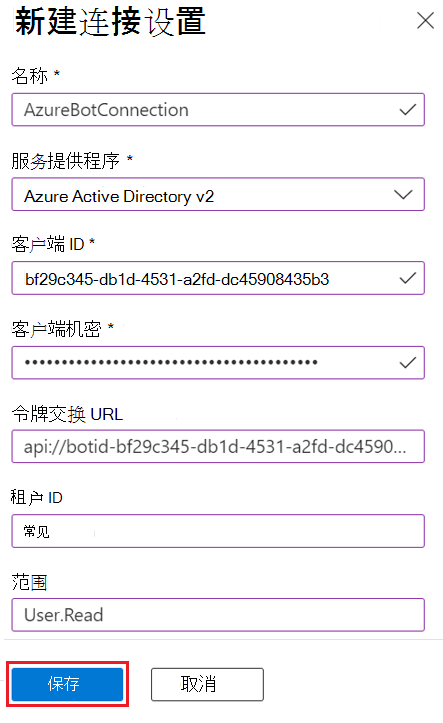 新建连接设置
名称 *
AzureBotConnection
服务提供程序 *
Azure Active Directory v2
客户端 ID *
bf29c345-db1d-4531-a2fd-dc45908435b3
客户端机密 *
••••••••••••••••••••••••••••••••••••••••
令牌交换 URL
api://botid-bf29c345-db1d-4531-a2fd-dc4590...
租户 ID
常见
范围
User.Read
保存 取消